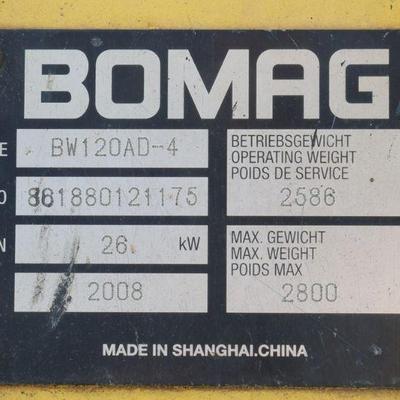 BOMAG
E BW120AD-4
BETRIEBSGEWICHT
OPERATING WEIGHT
POIDS DE SERVICE
O 861880121175
2586
N 26 kW
MAX. GEWICHT
MAX. WEIGHT
POIDS MAX
2008
2800
MADE IN SHANGHAI.CHINA